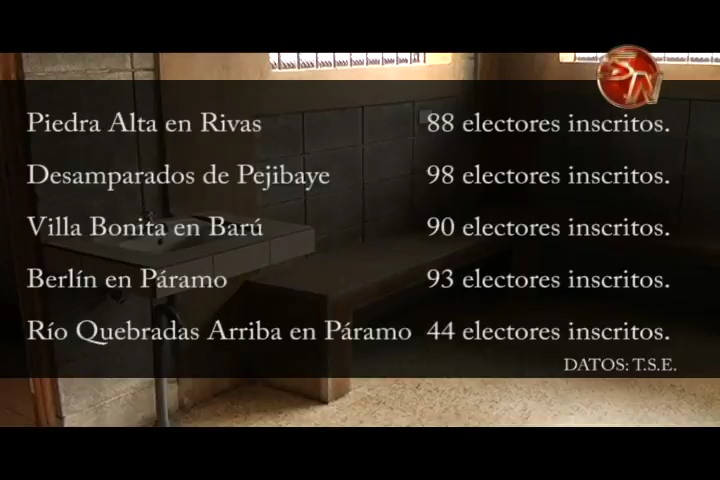 SN
Piedra Alta en Rivas 88 electores inscritos.
Desamparados de Pejibaye 98 electores inscritos.
Villa Bonita en Barú 90 electores inscritos.
Berlín en Páramo 93 electores inscritos.
Río Quebradas Arriba en Páramo 44 electores inscritos.
DATOS: T.S.E.